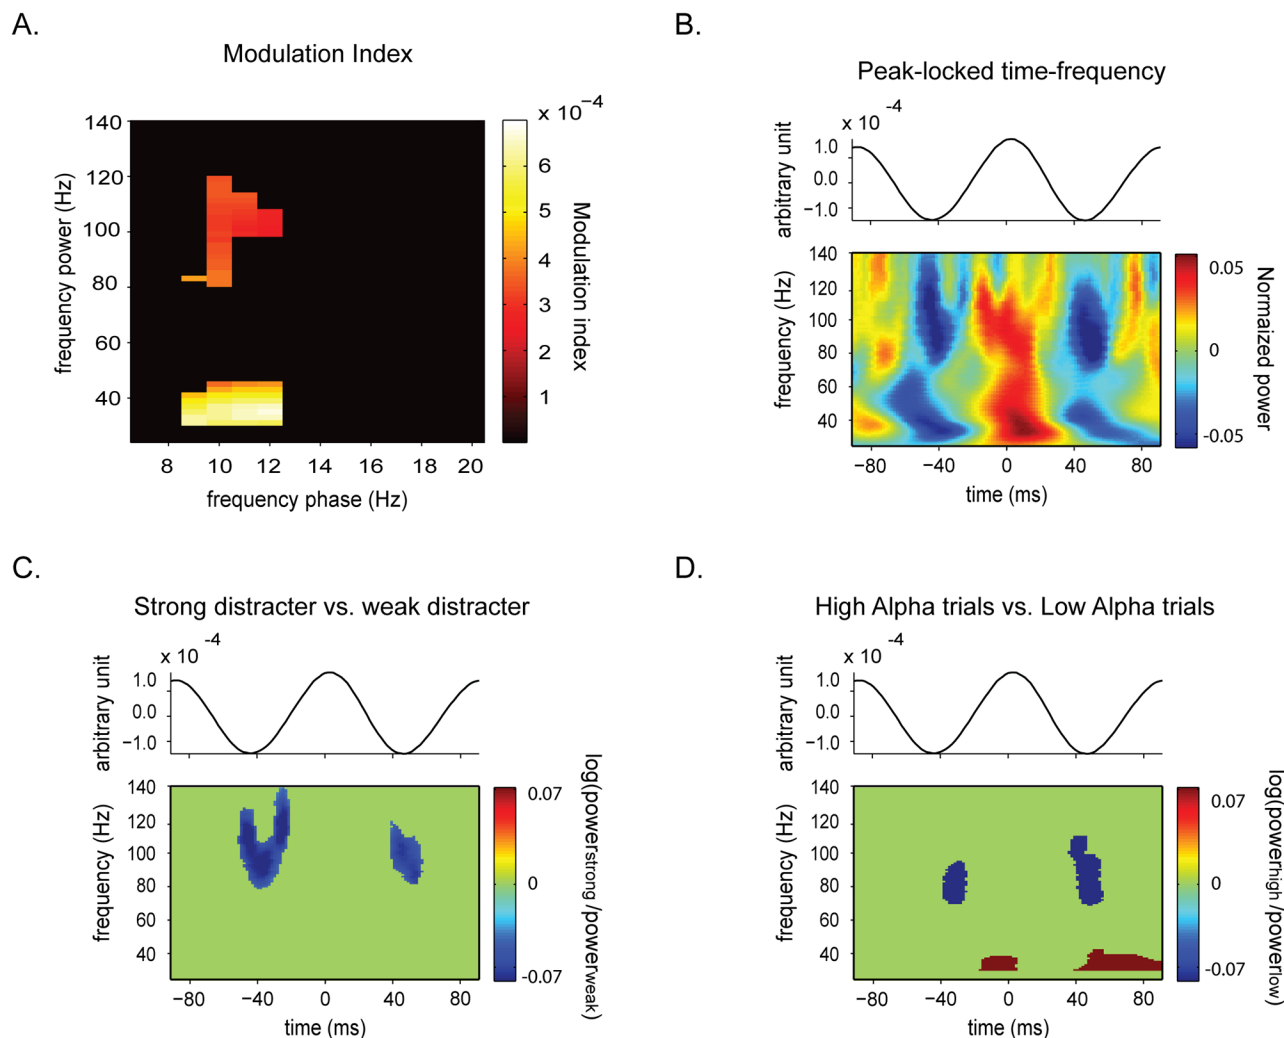 A.
Modulation Index
x 10−4
140
120
100
80
60
40
frequency power (Hz)
8 10 12 14 16 18 20
frequency phase (Hz)
6
5
4
3
2
1
Modulation index
B.
Peak-locked time-frequency
x 10 -4
1.0
0.0
−1.0
arbitrary unit
140
120
100
80
60
40
frequency (Hz)
−80 −40 0 40 80
time (ms)
0.05
0
-0.05
Normaized power
C.
Strong distracter vs. weak distracter
x 10 -4
1.0
0.0
−1.0
arbitrary unit
140
120
100
80
60
40
frequency (Hz)
−80 −40 0 40 80
time (ms)
0.07
0
-0.07
log(powerstrong /powerweak)
D.
High Alpha trials vs. Low Alpha trials
x 10 -4
1.0
0.0
−1.0
arbitrary unit
140
120
100
80
60
40
frequency (Hz)
−80 −40 0 40 80
time (ms)
0.07
0
-0.07
log(powerhigh /powerlow)